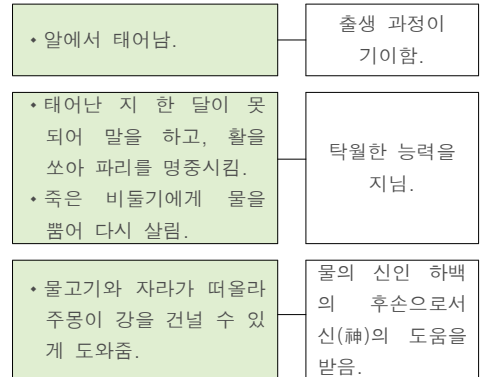 • 알에서 태어남.
출생 과정이
기이함.
• 태어난 지 한 달이 못
되어 말을 하고, 활을
쏘아 파리를 명중시킴.
• 죽은 비둘기에게 물을
뿜어 다시 살림.
탁월한 능력을
지님.
• 물고기와 자라가 떠올라
주몽이 강을 건널 수 있
게 도와줌.
물의 신인 하백
의 후손으로서
신(神)의 도움을
받음.